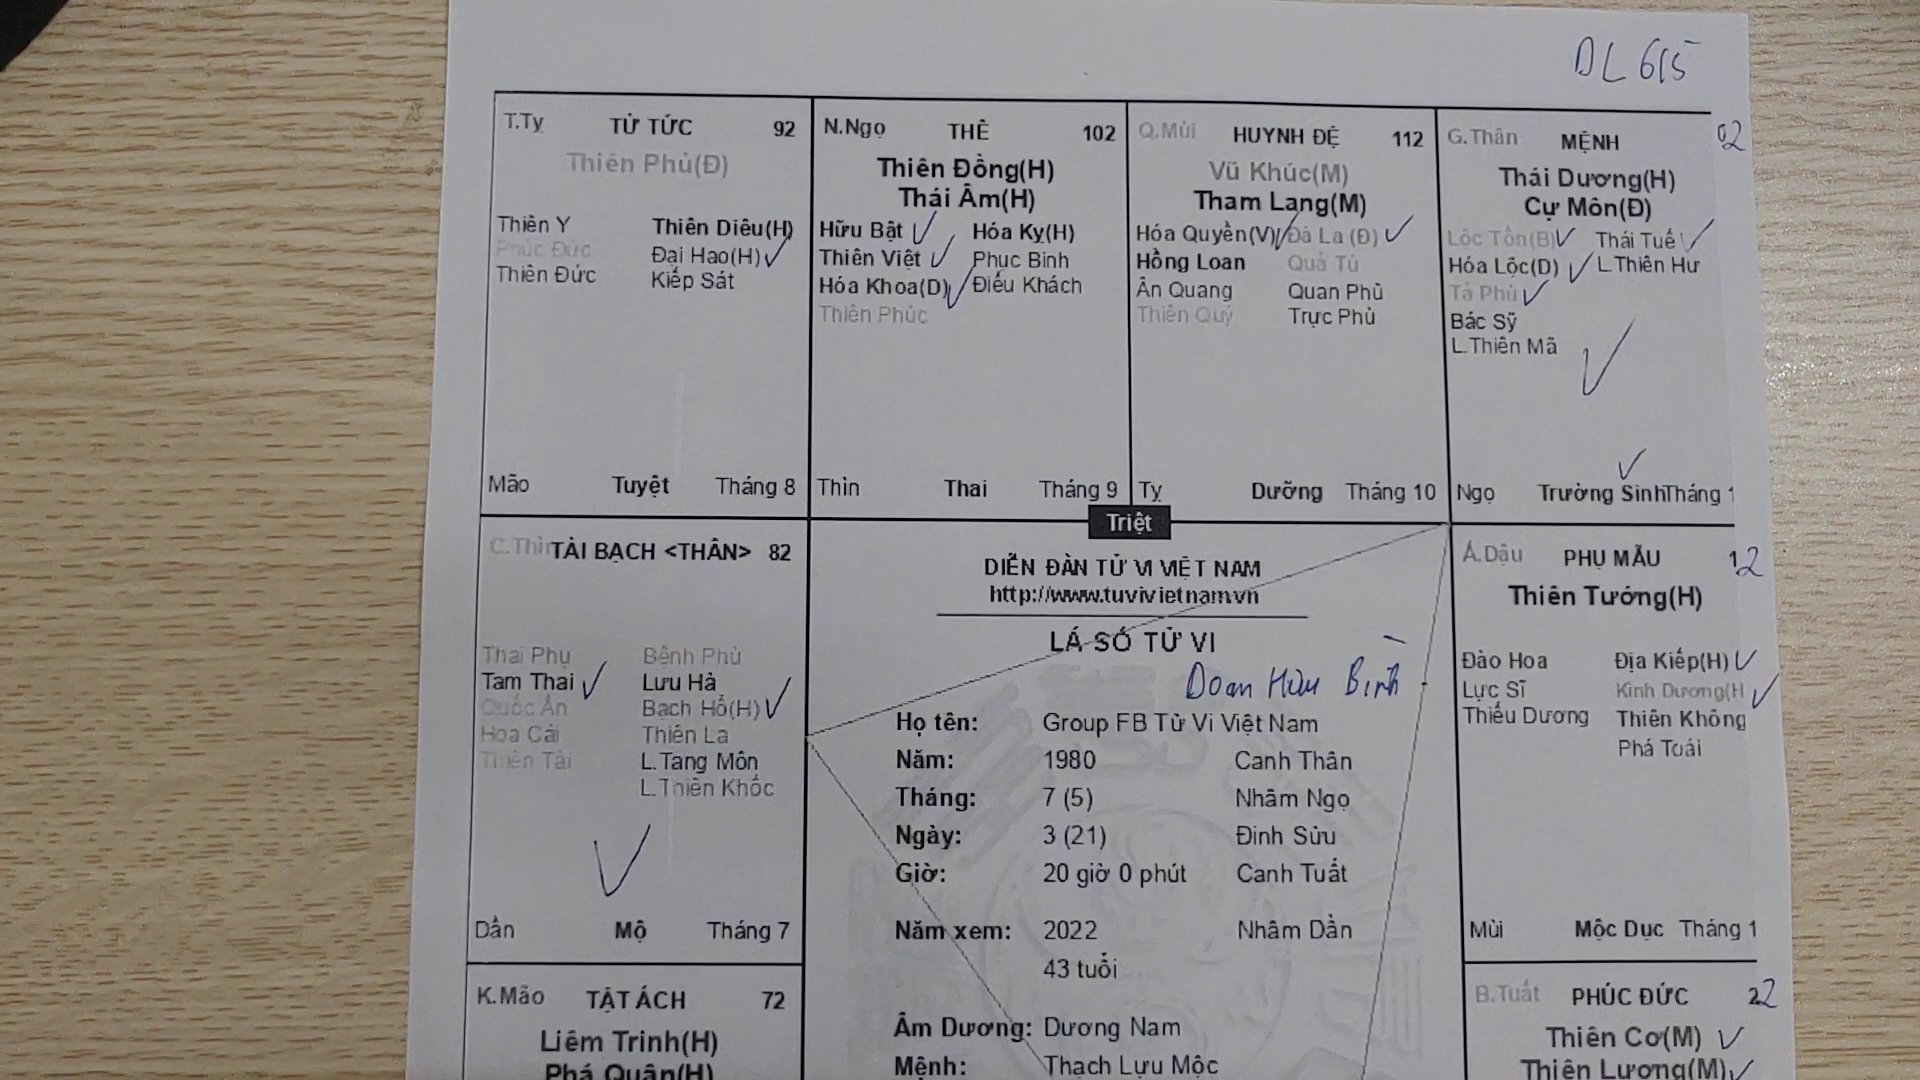 DL 615
T.Tỵ TỬ TỨC 92
Thiên Phủ(Đ)
Thiên Y Thiên Diêu(H)
Phúc Đức Đại Hao(H)
Thiên Đức Kiếp Sát
Mão Tuyệt Tháng 8
N.Ngọ THÊ 102
Thiên Đồng(H)
Thái Âm(H)
Hữu Bật Hóa Kỵ(H)
Thiên Việt Phục Binh
Hóa Khoa(D) Điếu Khách
Thiên Phúc
Thìn Thai Tháng 9
Q.Mùi HUYNH ĐỆ 112
Vũ Khúc(M)
Tham Lang(M)
Hóa Quyền(V) Đà La (Đ)
Hồng Loan Quả Tú
Ân Quang Quan Phủ
Thiên Quý Trực Phù
Tỵ Dưỡng Tháng 10
G.Thân MỆNH 02
Thái Dương(H)
Cự Môn(Đ)
Lộc Tồn(B) Thái Tuế
Hóa Lộc(D) L.Thiên Hư
Tả Phù
Bác Sỹ
L.Thiên Mã
Ngọ Trường Sinh Tháng 1
Triệt
C.Thìn TÀI BẠCH <THÂN> 82
Thai Phụ Bệnh Phù
Tam Thai Lưu Hà
Quốc Ấn Bạch Hổ(H)
Hoa Cái Thiên La
Thiên Tài L.Tang Môn
L.Thiên Khốc
Dần Mộ Tháng 7
DIỄN ĐÀN TỬ VI VIỆT NAM
http://www.tuvivietnam.vn
LÁ SỐ TỬ VI
Họ tên: Group FB Tử Vi Việt Nam
Năm: 1980 Canh Thân
Tháng: 7 (5) Nhâm Ngọ
Ngày: 3 (21) Đinh Sửu
Giờ: 20 giờ 0 phút Canh Tuất
Năm xem: 2022 Nhâm Dần
43 tuổi
Âm Dương: Dương Nam
Mệnh: Thạch Lựu Mộc
Ấ.Dậu PHỤ MẪU 12
Thiên Tướng(H)
Đào Hoa Địa Kiếp(H)
Lực Sĩ Kình Dương(H
Thiếu Dương Thiên Không
Phá Toái
Mùi Mộc Dục Tháng 1
K.Mão TẬT ÁCH 72
Liêm Trinh(H)
Phá Quân(H)
B.Tuất PHÚC ĐỨC 22
Thiên Cơ(M)
Thiên Lương(M)